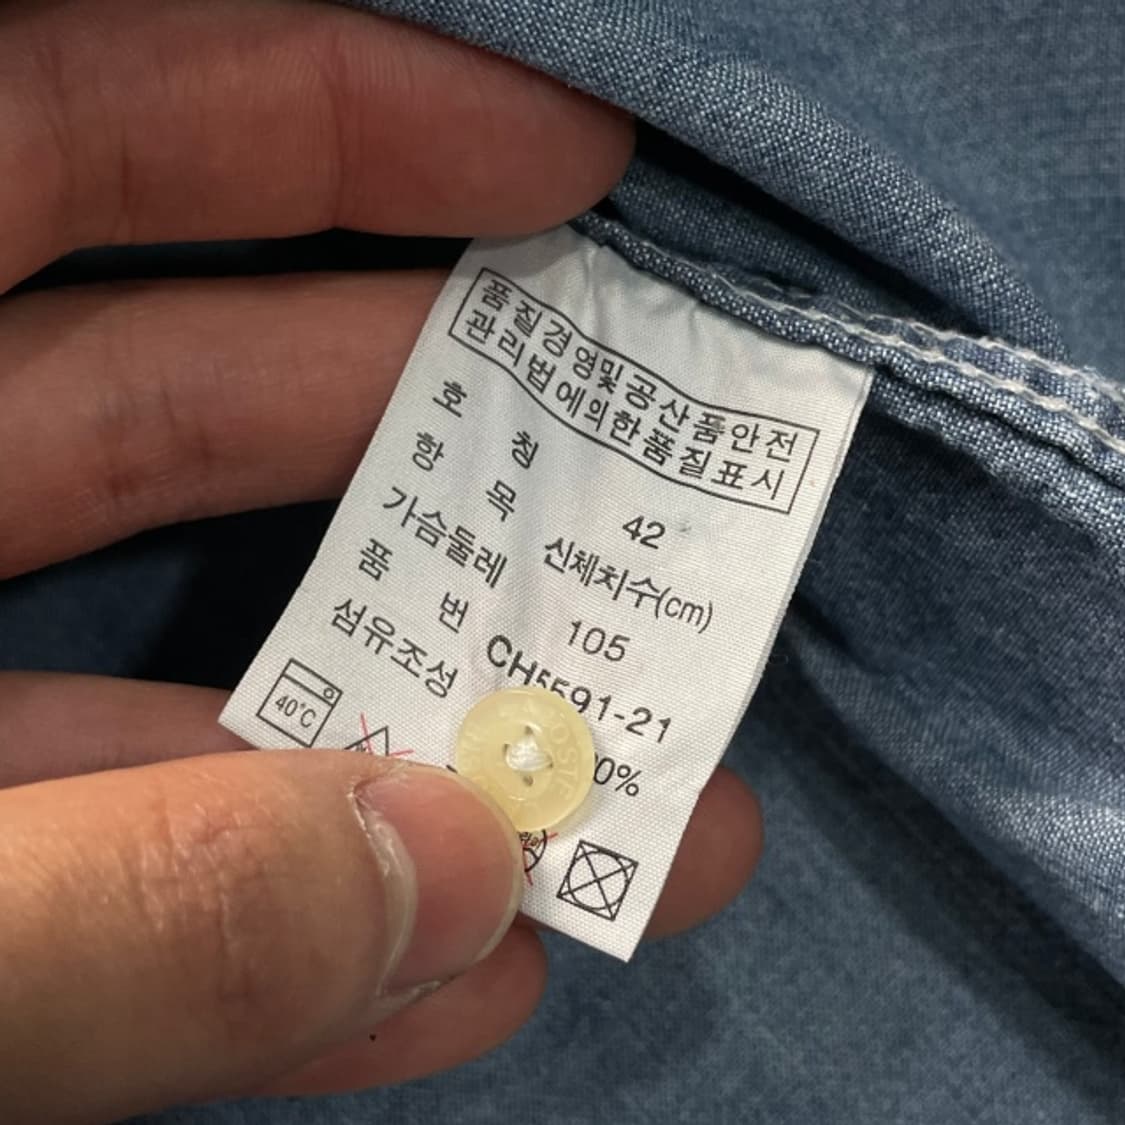 품질경영및공산품안전
관리법에의한품질표시
호 칭 42
항 목 신체치수(cm)
가슴둘레 105
품 번 CH5591-21
섬유조성 0%
40°C